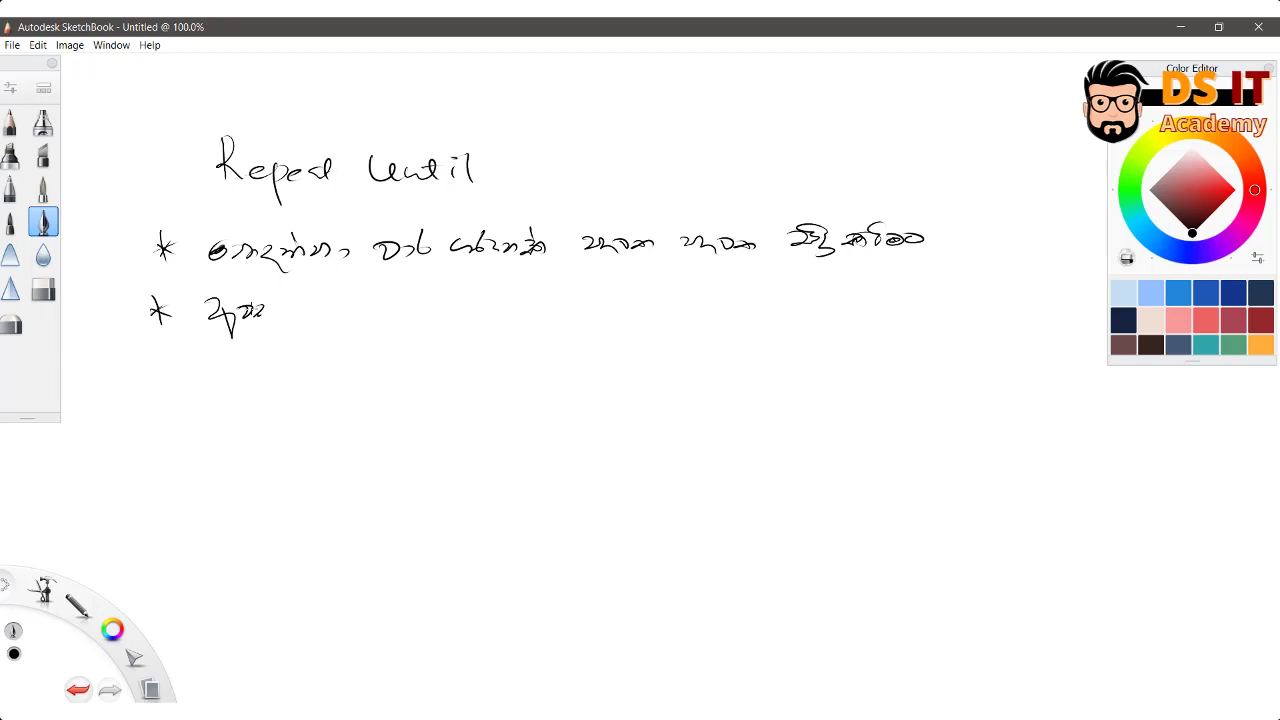 Autodesk SketchBook - Untitled @ 100.0%
File Edit Image Window Help
Color Editor
DS IT
Academy
Repeat Until
* නොදන්නා වාර ගණනක් නැවත නැවත සිදු කිරීමට
*